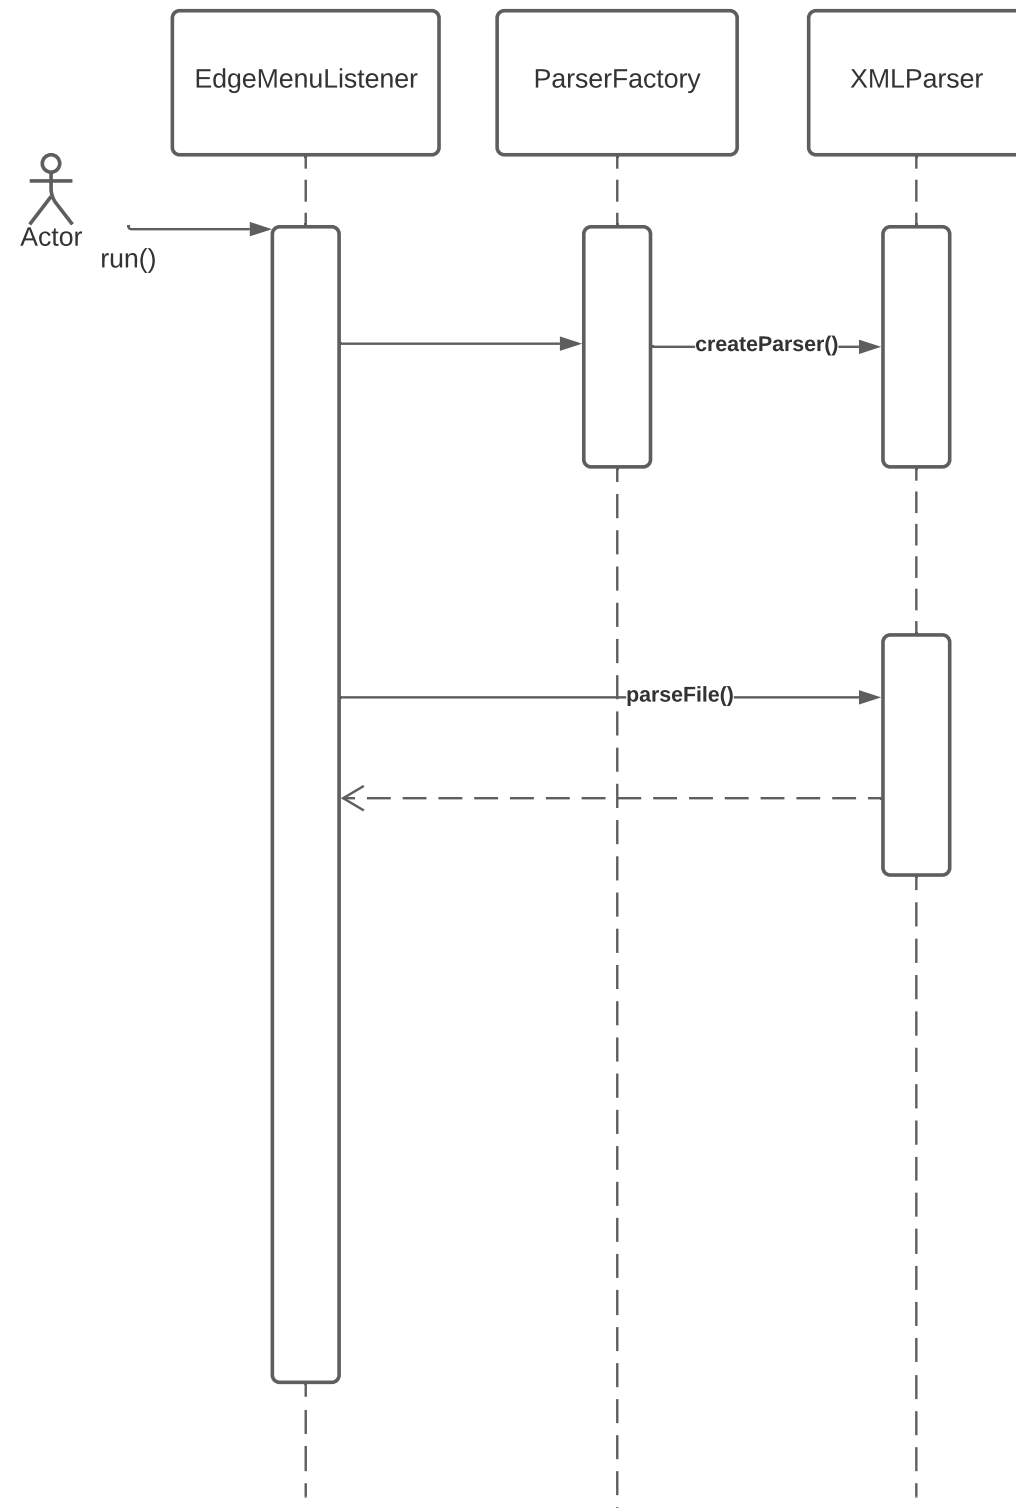 EdgeMenuListener
ParserFactory
XMLParser
Actor
run()
createParser()
parseFile()